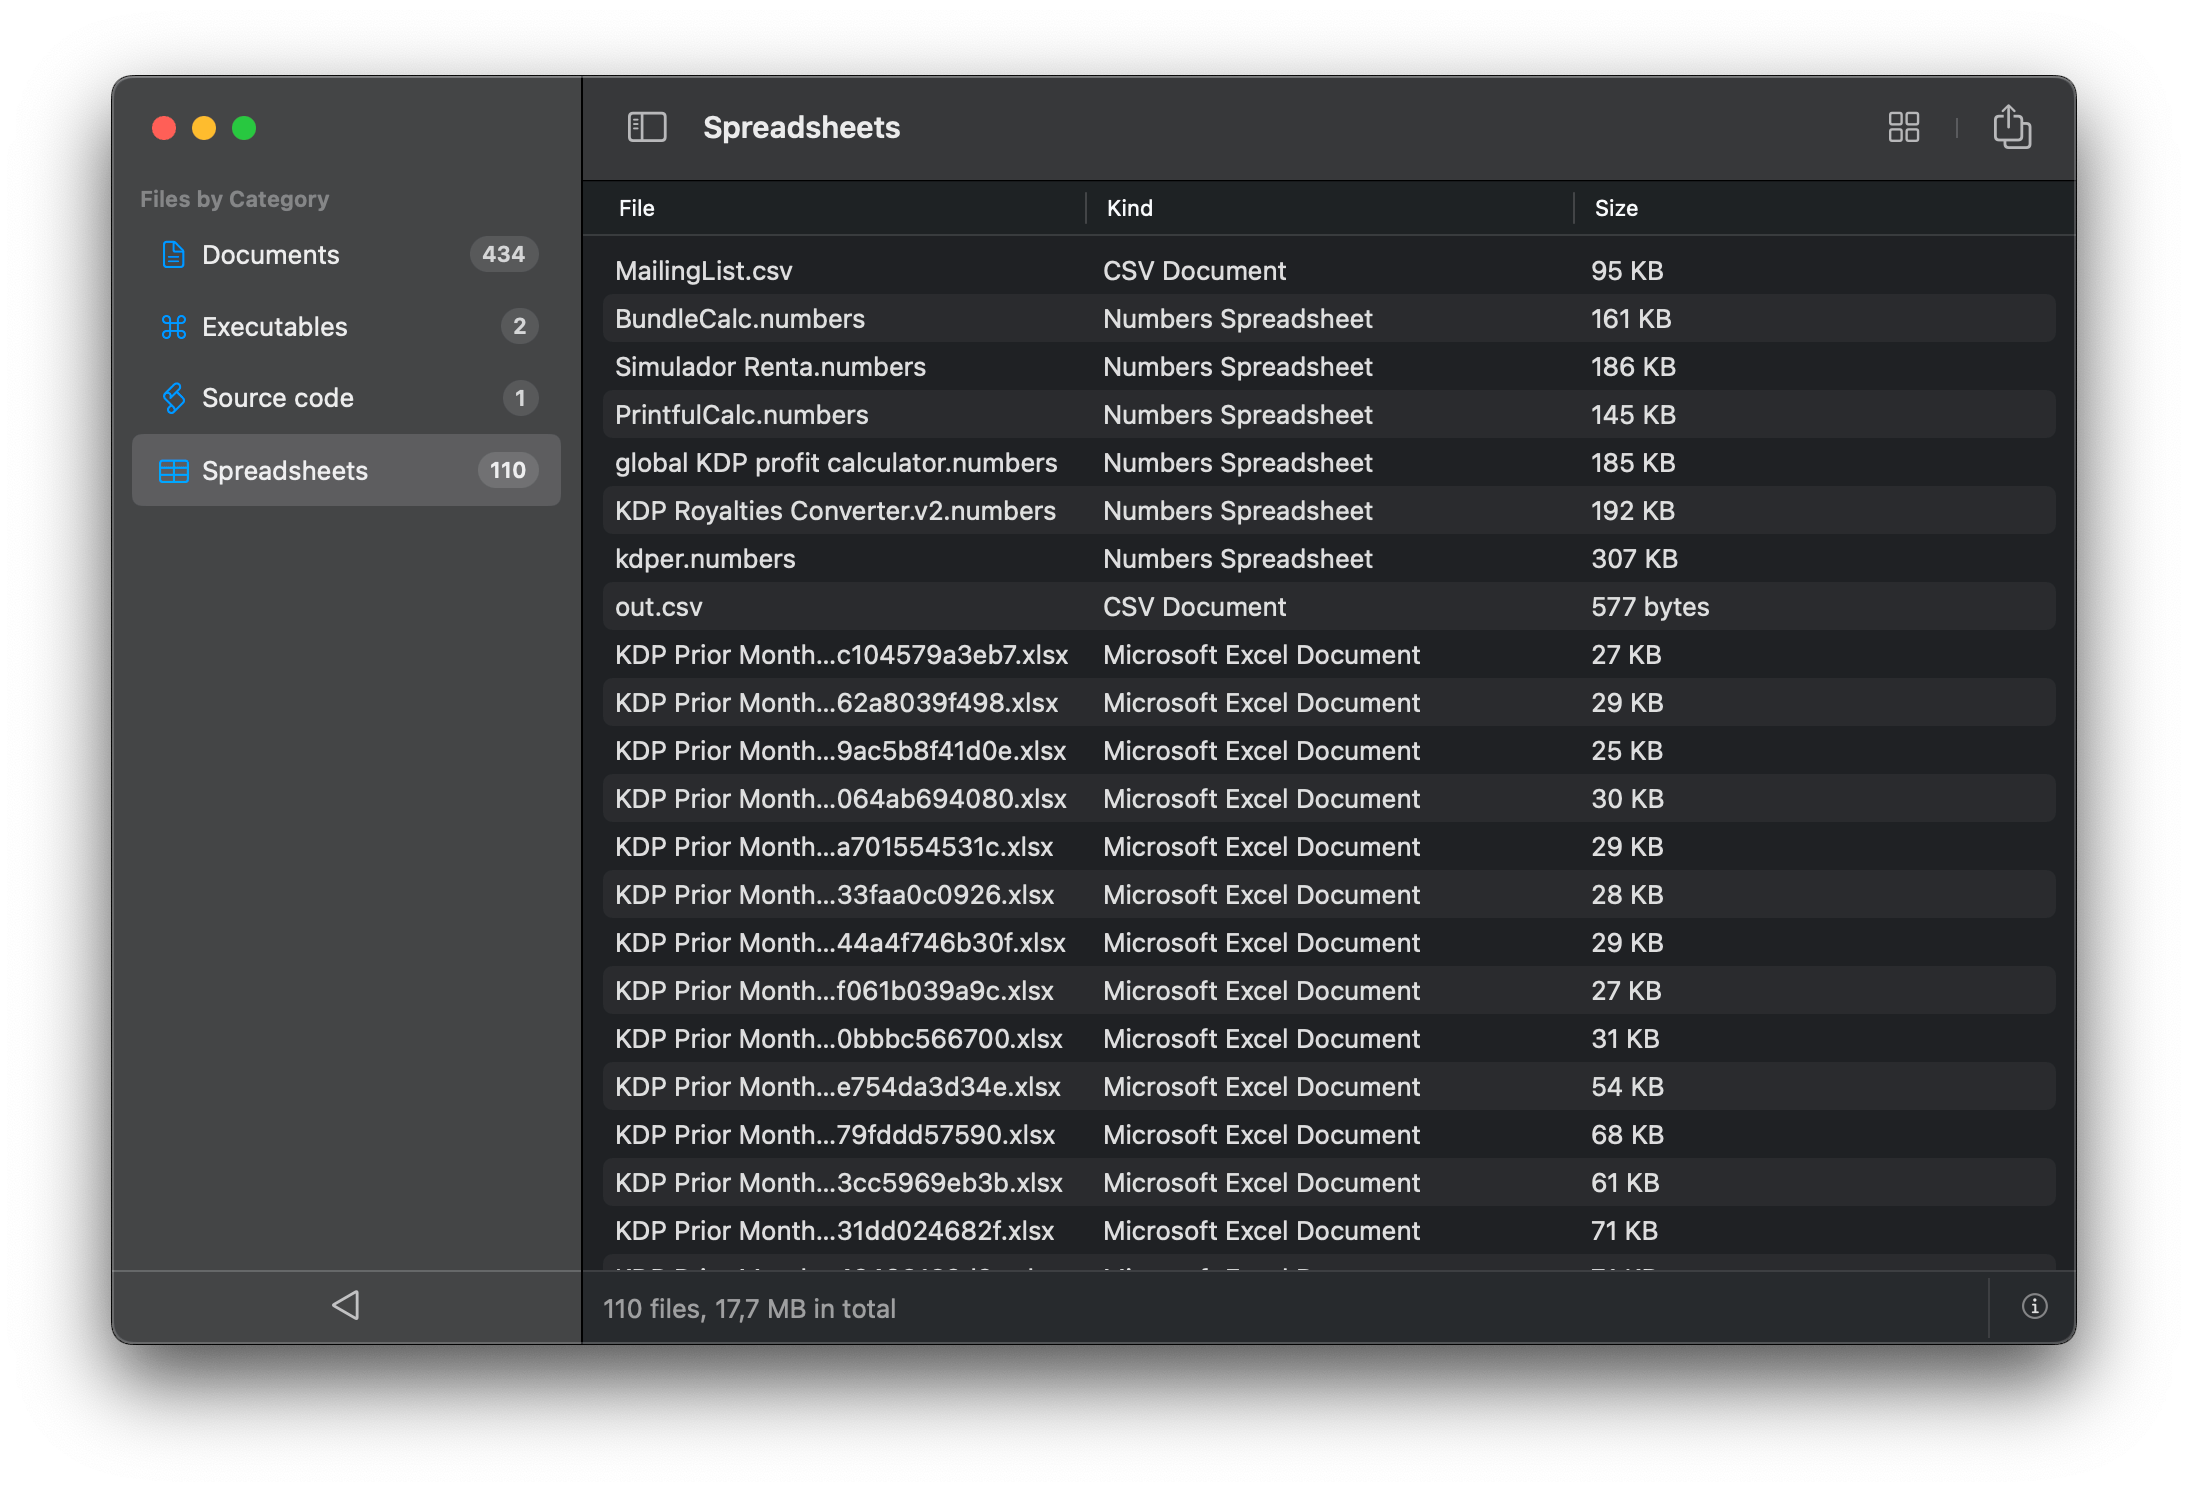 Files by Category
Documents 434
Executables 2
Source code 1
Spreadsheets 110
Spreadsheets
File Kind Size
MailingList.csv CSV Document 95 KB
BundleCalc.numbers Numbers Spreadsheet 161 KB
Simulador Renta.numbers Numbers Spreadsheet 186 KB
PrintfulCalc.numbers Numbers Spreadsheet 145 KB
global KDP profit calculator.numbers Numbers Spreadsheet 185 KB
KDP Royalties Converter.v2.numbers Numbers Spreadsheet 192 KB
kdper.numbers Numbers Spreadsheet 307 KB
out.csv CSV Document 577 bytes
KDP Prior Month...c104579a3eb7.xlsx Microsoft Excel Document 27 KB
KDP Prior Month...62a8039f498.xlsx Microsoft Excel Document 29 KB
KDP Prior Month...9ac5b8f41d0e.xlsx Microsoft Excel Document 25 KB
KDP Prior Month...064ab694080.xlsx Microsoft Excel Document 30 KB
KDP Prior Month...a701554531c.xlsx Microsoft Excel Document 29 KB
KDP Prior Month...33faa0c0926.xlsx Microsoft Excel Document 28 KB
KDP Prior Month...44a4f746b30f.xlsx Microsoft Excel Document 29 KB
KDP Prior Month...f061b039a9c.xlsx Microsoft Excel Document 27 KB
KDP Prior Month...0bbbc566700.xlsx Microsoft Excel Document 31 KB
KDP Prior Month...e754da3d34e.xlsx Microsoft Excel Document 54 KB
KDP Prior Month...79fddd57590.xlsx Microsoft Excel Document 68 KB
KDP Prior Month...3cc5969eb3b.xlsx Microsoft Excel Document 61 KB
KDP Prior Month...31dd024682f.xlsx Microsoft Excel Document 71 KB
110 files, 17,7 MB in total